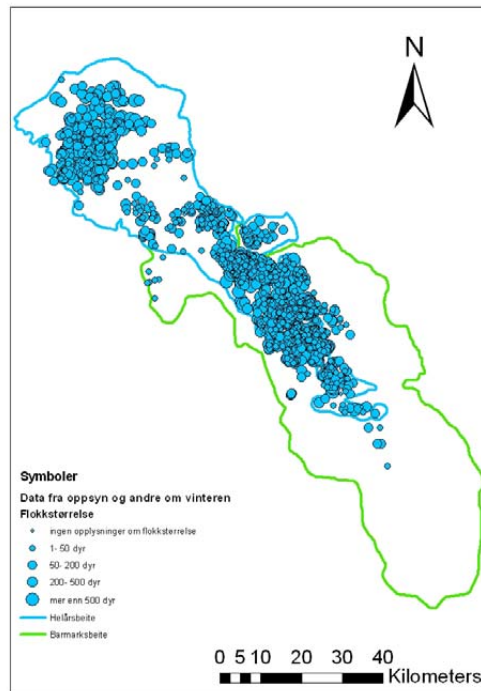 N
Symboler
Data fra oppsyn og andre om vinteren
Flokkstørrelse
ingen opplysninger om flokkstørrelse
1- 50 dyr
50- 200 dyr
200- 500 dyr
mer enn 500 dyr
Helårsbeite
Barmarksbeite
0 5 10 20 30 40
Kilometers